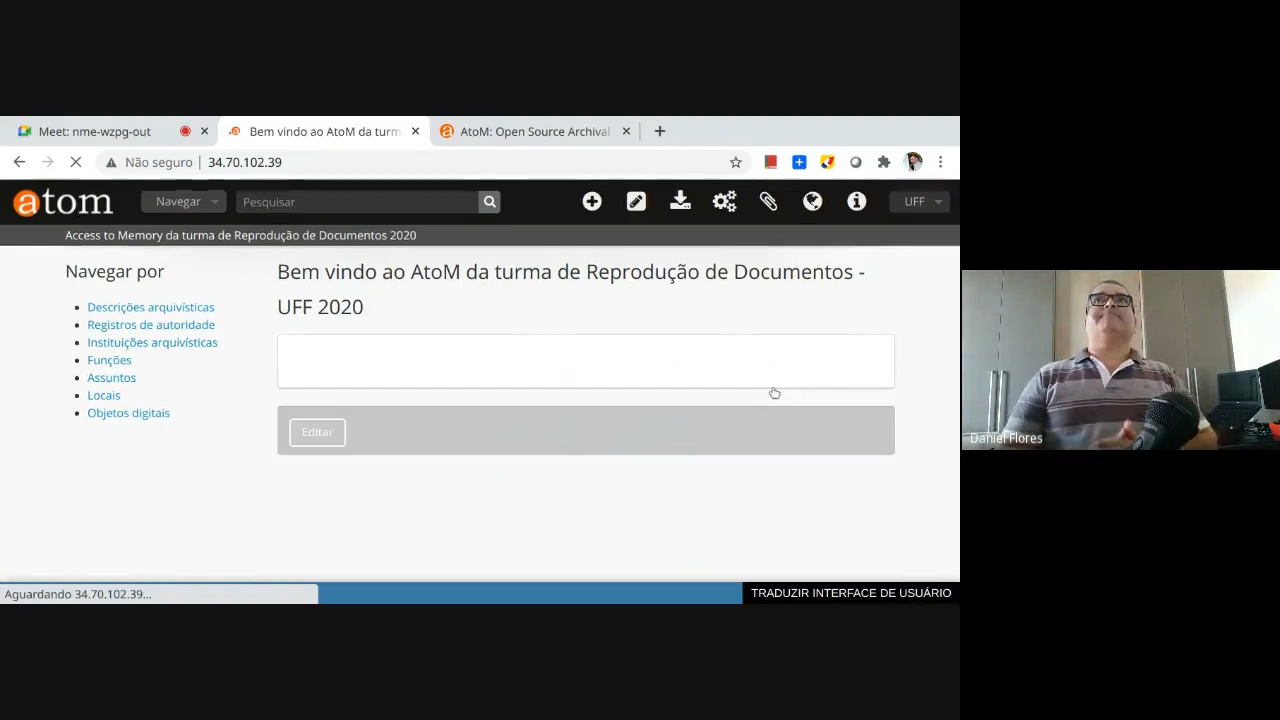 Meet: nme-wzpg-out
Bem vindo ao AtoM da turm
AtoM: Open Source Archival
Não seguro
34.70.102.39
atom
Navegar
Pesquisar
UFF
Access to Memory da turma de Reprodução de Documentos 2020
Navegar por
Descrições arquivísticas
Registros de autoridade
Instituições arquivísticas
Funções
Assuntos
Locais
Objetos digitais
Bem vindo ao AtoM da turma de Reprodução de Documentos -
UFF 2020
Editar
Daniel Flores
Aguardando 34.70.102.39...
TRADUZIR INTERFACE DE USUÁRIO